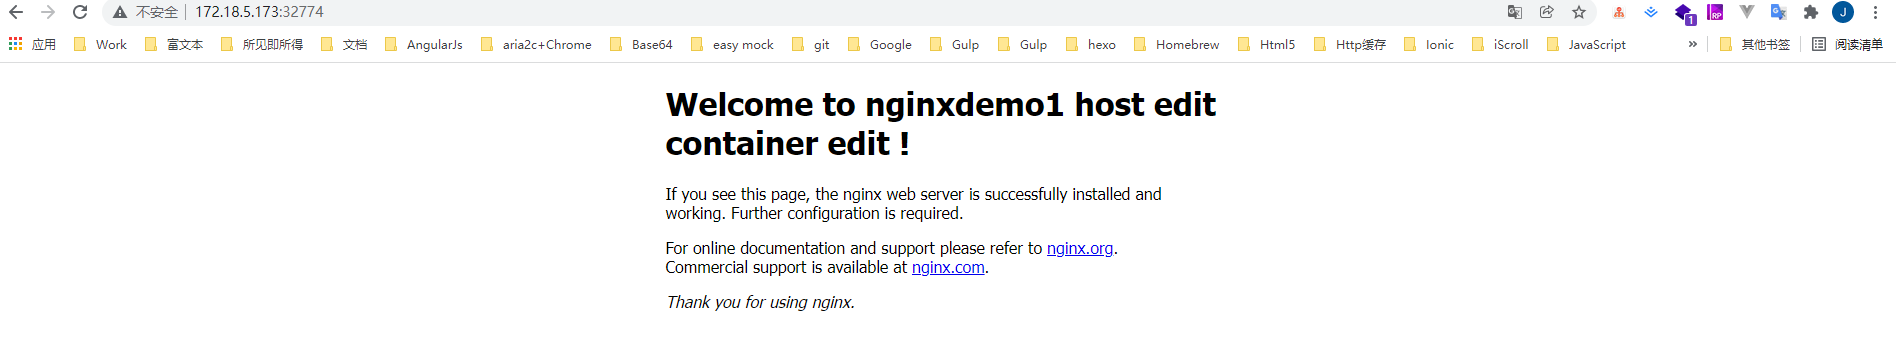 不安全 | 172.18.5.173:32774
应用 Work 富文本 所见即所得 文档 AngularJs aria2c+Chrome Base64 easy mock git Google Gulp Gulp hexo Homebrew Html5 Http缓存 Ionic iScroll JavaScript » 其他书签 阅读清单
Welcome to nginxdemo1 host edit
container edit !
If you see this page, the nginx web server is successfully installed and
working. Further configuration is required.
For online documentation and support please refer to nginx.org.
Commercial support is available at nginx.com.
Thank you for using nginx.
RP
1
J